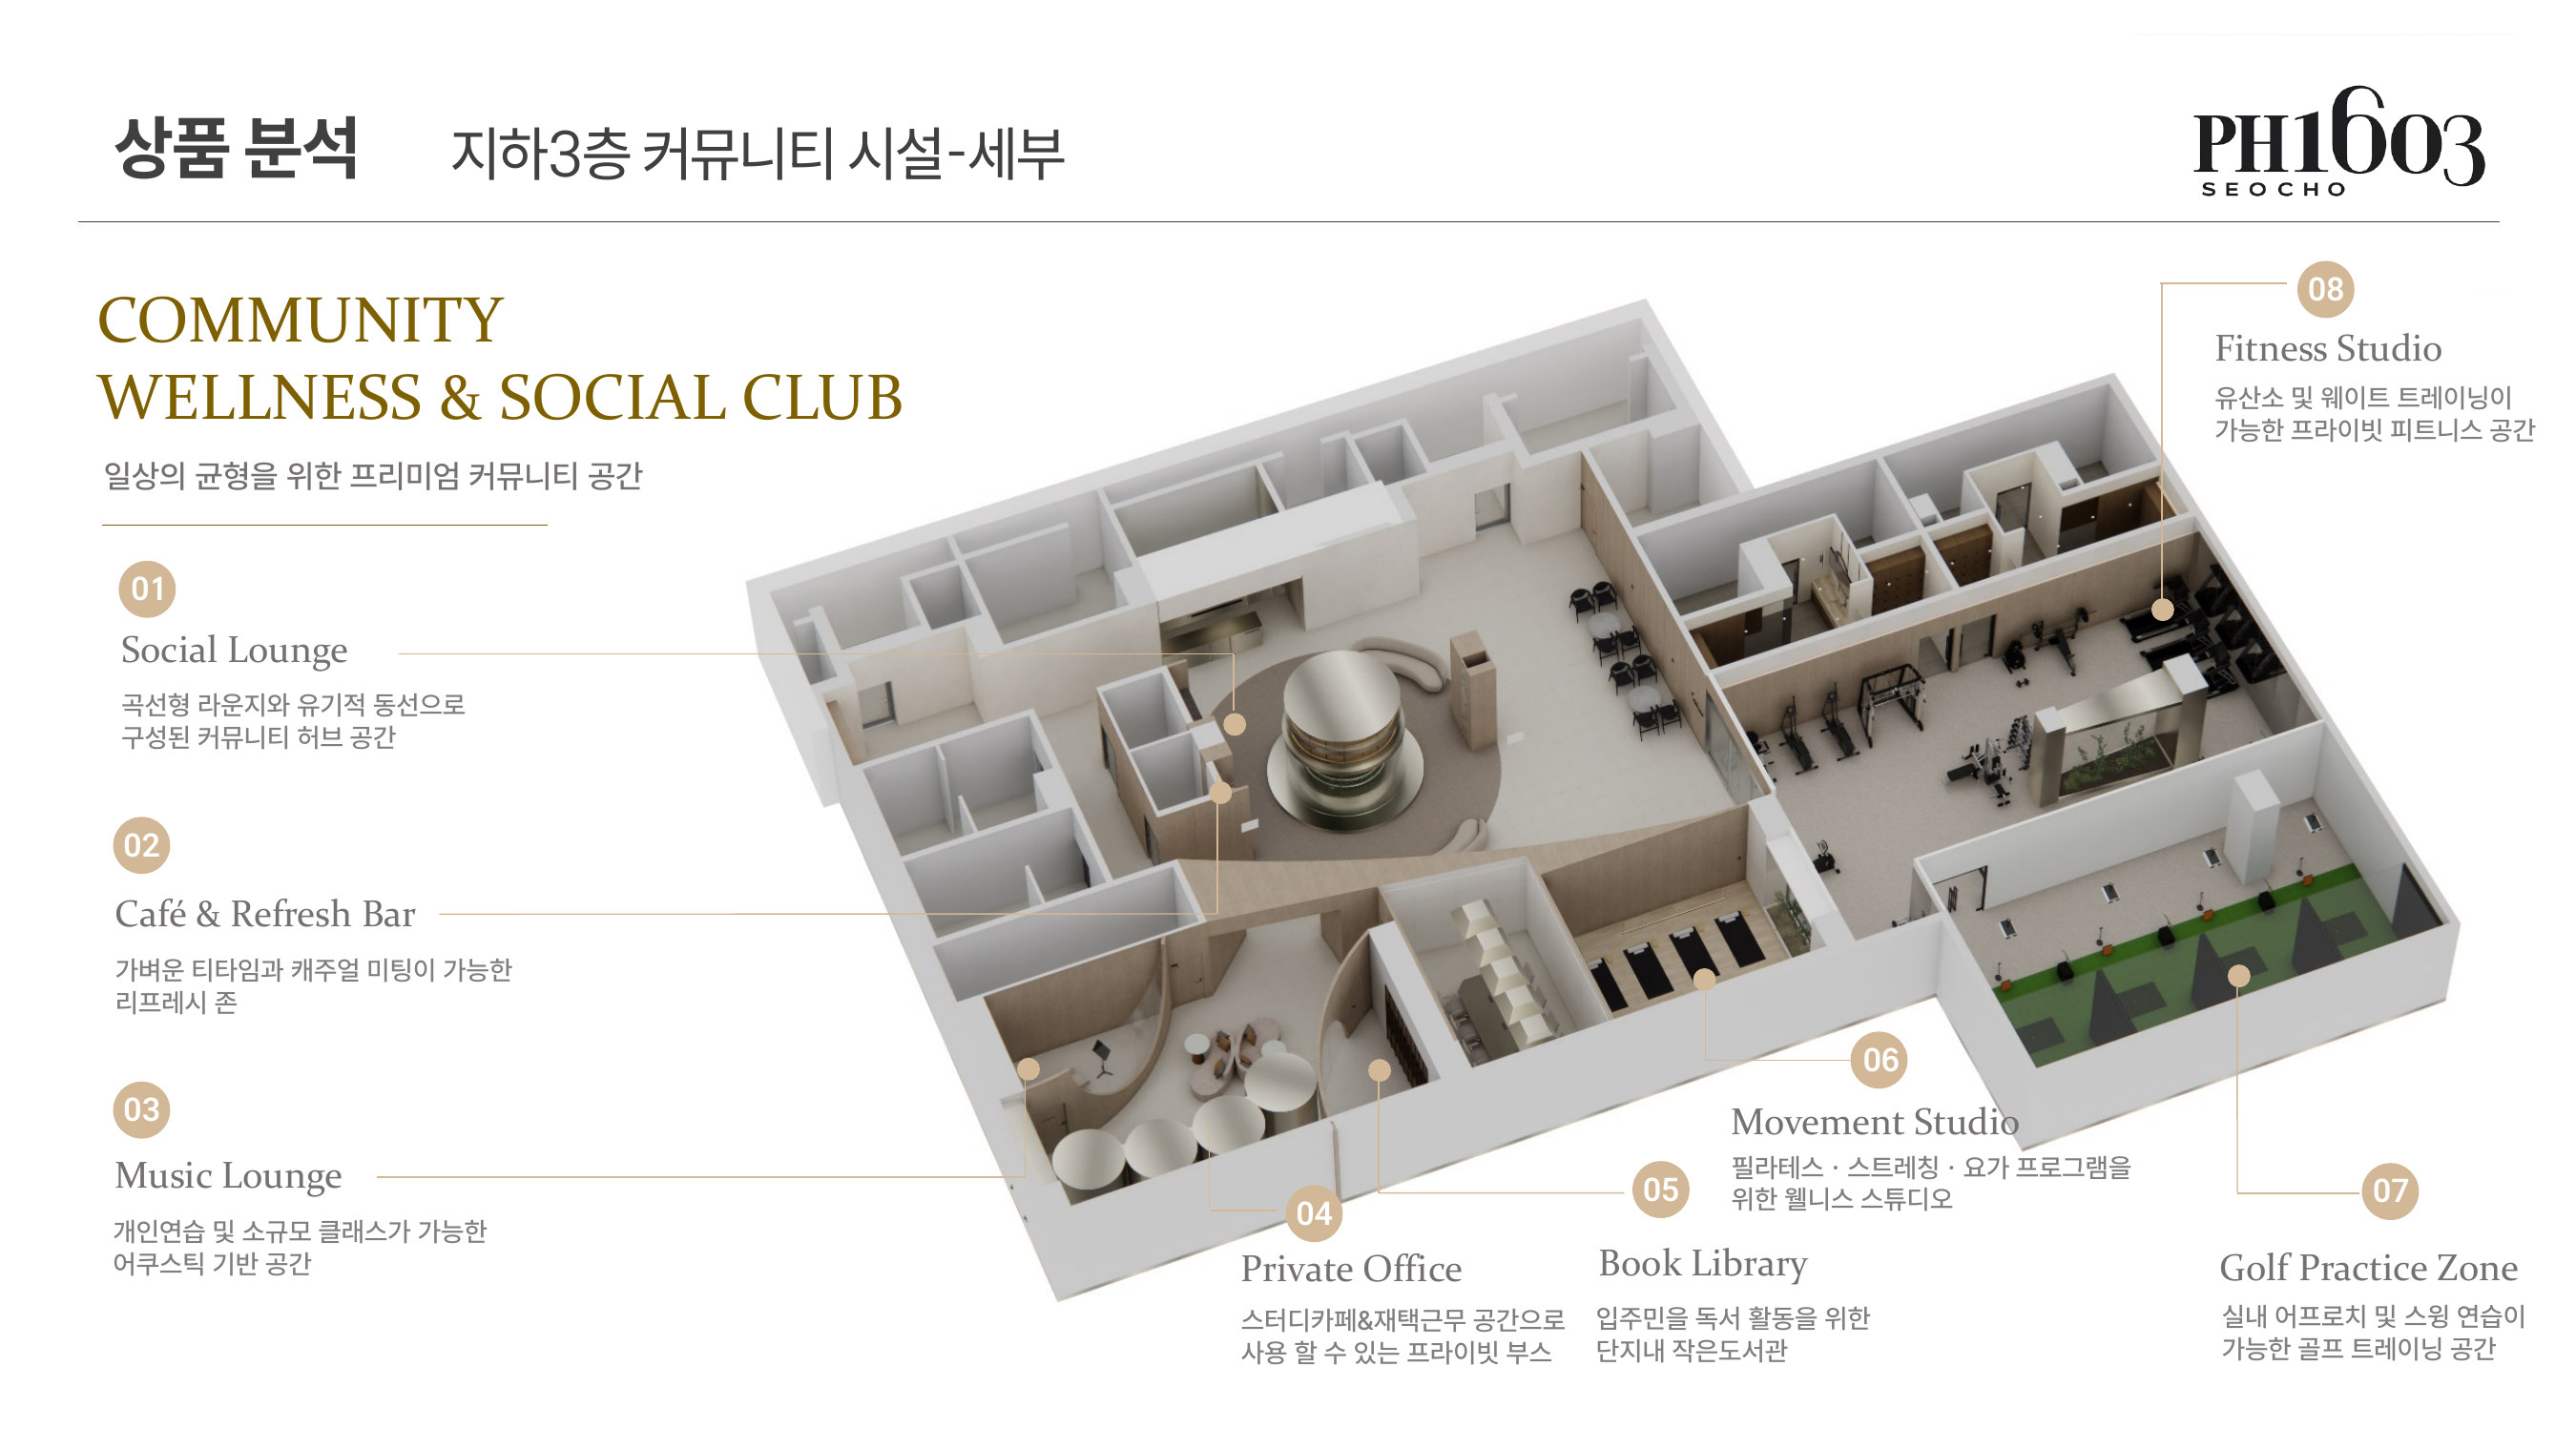 상품 분석 지하3층 커뮤니티 시설-세부
PH1603
SEOCHO
COMMUNITY
WELLNESS & SOCIAL CLUB
일상의 균형을 위한 프리미엄 커뮤니티 공간
01
Social Lounge
곡선형 라운지와 유기적 동선으로
구성된 커뮤니티 허브 공간
02
Café & Refresh Bar
가벼운 티타임과 캐주얼 미팅이 가능한
리프레시 존
03
Music Lounge
개인연습 및 소규모 클래스가 가능한
어쿠스틱 기반 공간
04
Private Office
스터디카페&재택근무 공간으로
사용 할 수 있는 프라이빗 부스
05
Book Library
입주민을 독서 활동을 위한
단지내 작은도서관
06
Movement Studio
필라테스 · 스트레칭 · 요가 프로그램을
위한 웰니스 스튜디오
07
Golf Practice Zone
실내 어프로치 및 스윙 연습이
가능한 골프 트레이닝 공간
08
Fitness Studio
유산소 및 웨이트 트레이닝이
가능한 프라이빗 피트니스 공간